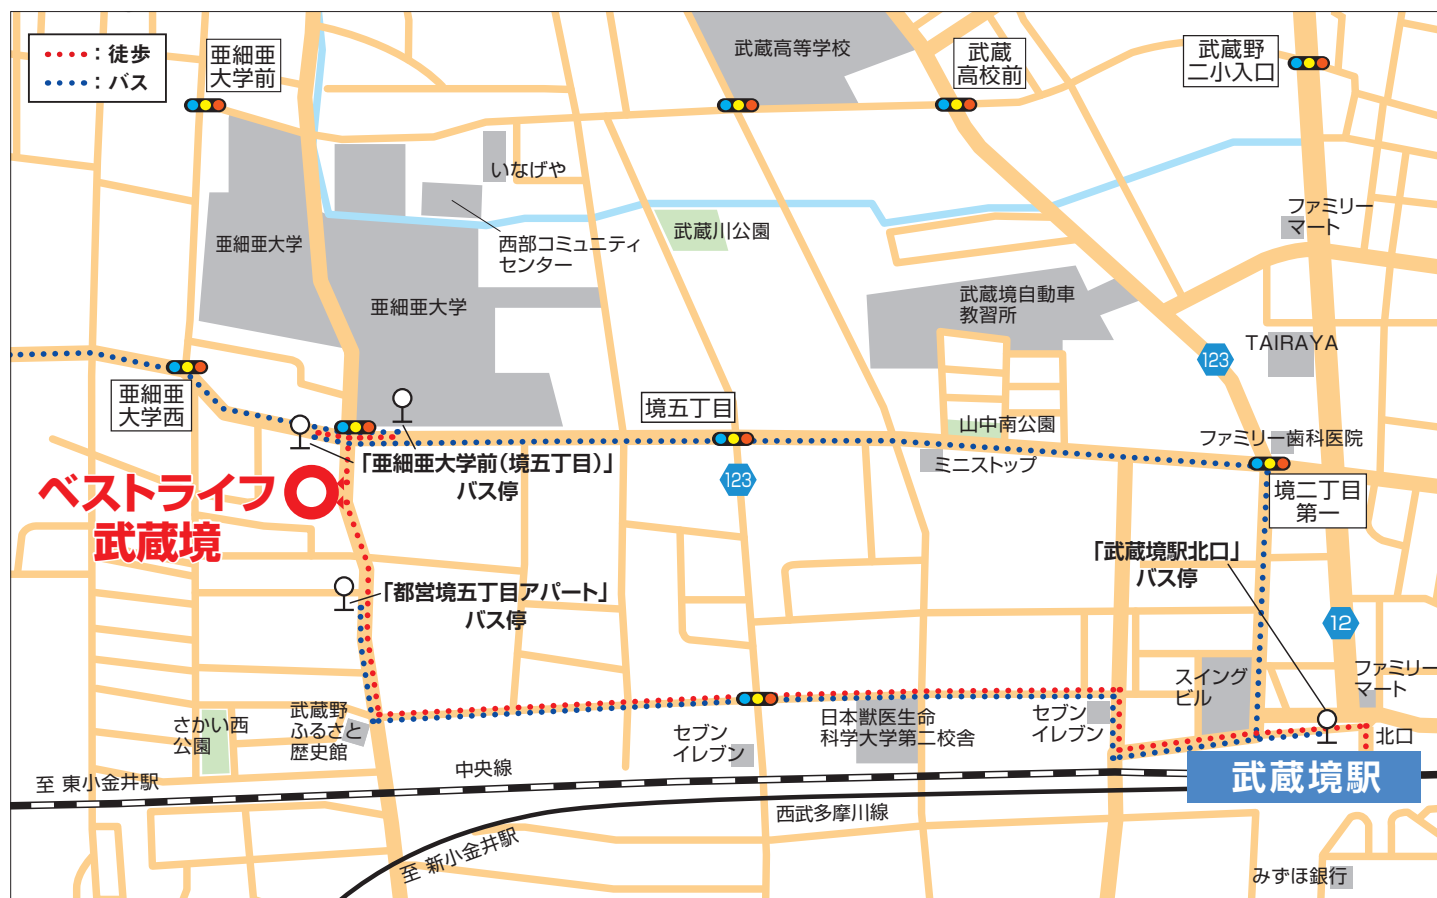 ：徒歩
：バス
亜細亜
大学前
武蔵高等学校
武蔵
高校前
武蔵野
二小入口
いなげや
西部コミュニティ
センター
武蔵川公園
ファミリー
マート
亜細亜大学
亜細亜大学
武蔵境自動車
教習所
123
TAIRAYA
亜細亜
大学西
境五丁目
山中南公園
ファミリー歯科医院
「亜細亜大学前（境五丁目）」
バス停
ミニストップ
123
境二丁目
第一
ベストライフ
武蔵境
「武蔵境駅北口」
バス停
「都営境五丁目アパート」
バス停
12
スイング
ビル
ファミリー
マート
さかい西
公園
武蔵野
ふるさと
歴史館
セブン
イレブン
日本獣医生命
科学大学第二校舎
セブン
イレブン
北口
至 東小金井駅
中央線
武蔵境駅
西武多摩川線
至 新小金井駅
みずほ銀行